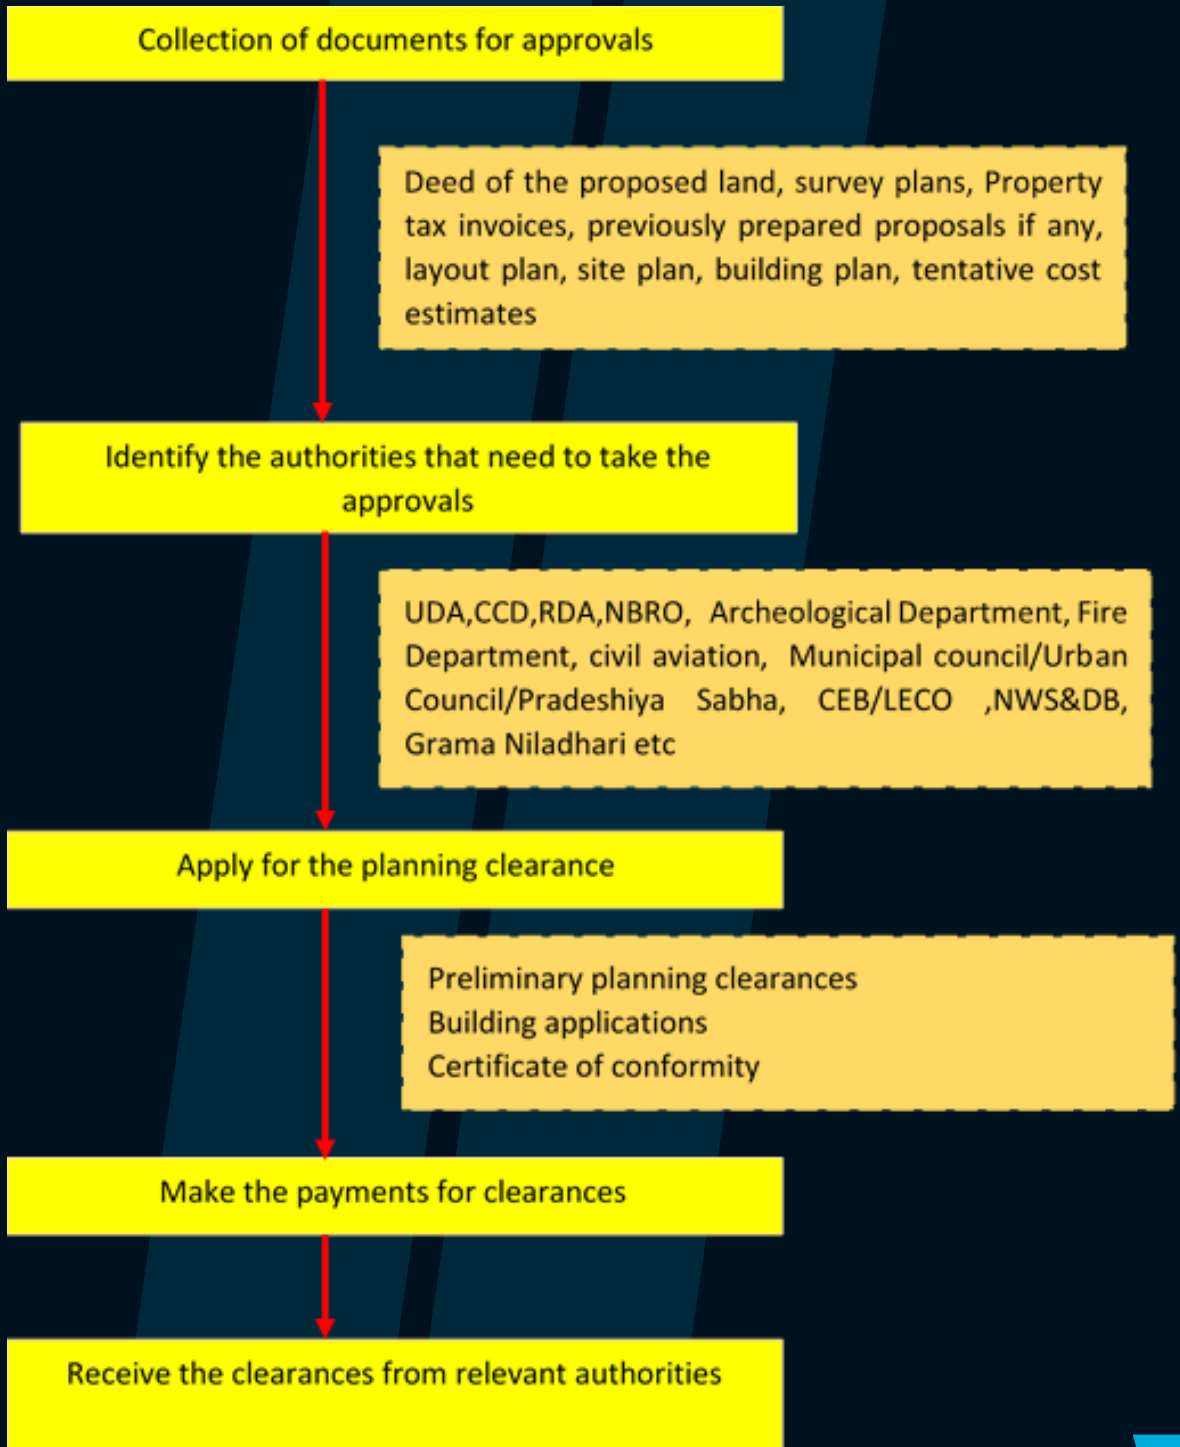 Collection of documents for approvals
Deed of the proposed land, survey plans, Property
tax invoices, previously prepared proposals if any,
layout plan, site plan, building plan, tentative cost
estimates
Identify the authorities that need to take the
approvals
UDA,CCD,RDA,NBRO, Archeological Department, Fire
Department, civil aviation, Municipal council/Urban
Council/Pradeshiya Sabha, CEB/LECO ,NWS&DB,
Grama Niladhari etc
Apply for the planning clearance
Preliminary planning clearances
Building applications
Certificate of conformity
Make the payments for clearances
Receive the clearances from relevant authorities